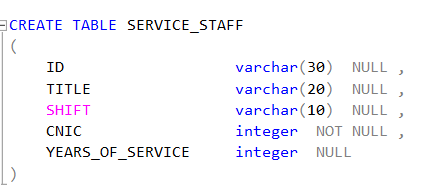 CREATE TABLE SERVICE_STAFF
(
ID varchar(30) NULL ,
TITLE varchar(20) NULL ,
SHIFT varchar(10) NULL ,
CNIC integer NOT NULL ,
YEARS_OF_SERVICE integer NULL
)